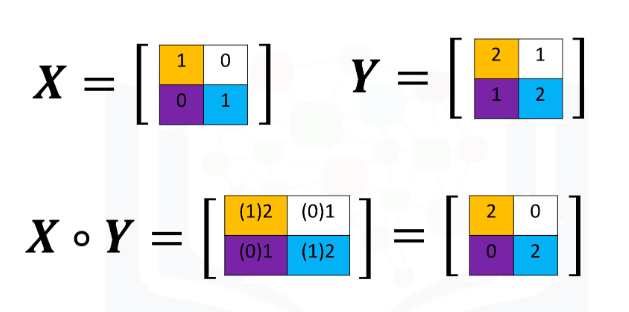 X = [ 1 0 ] Y = [ 2 1 ]
0 1 1 2
X ∘ Y = [ (1)2 (0)1 ] = [ 2 0 ]
(0)1 (1)2 0 2